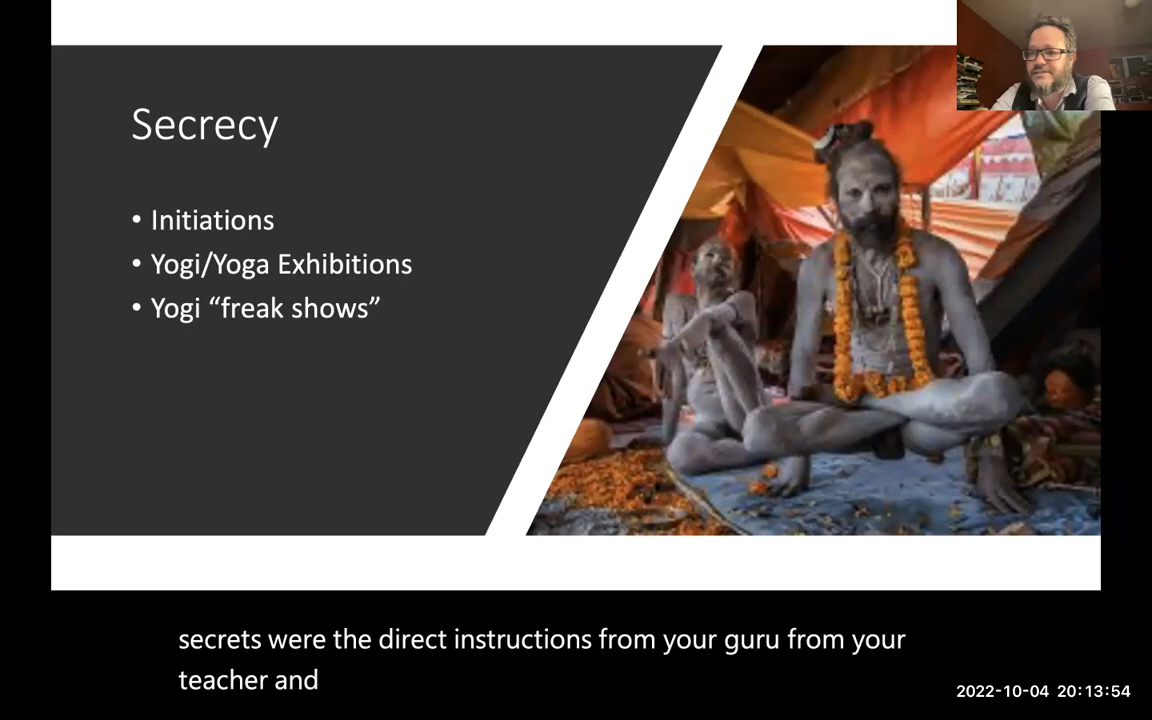 Secrecy
• Initiations
• Yogi/Yoga Exhibitions
• Yogi “freak shows”
secrets were the direct instructions from your guru from your
teacher and
2022-10-04 20:13:54